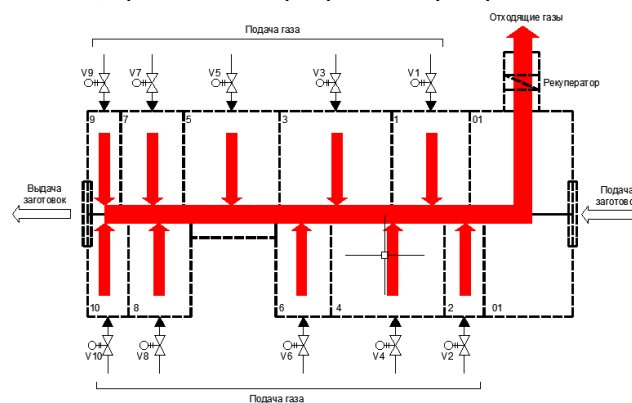 Отходящие газы
Подача газа
V9
V7
V5
V3
V1
Рекуператор
9
7
5
3
1
01
Выдача
заготовок
Подача
заготовок
10
8
6
4
2
01
V10
V8
V6
V4
V2
Подача газа